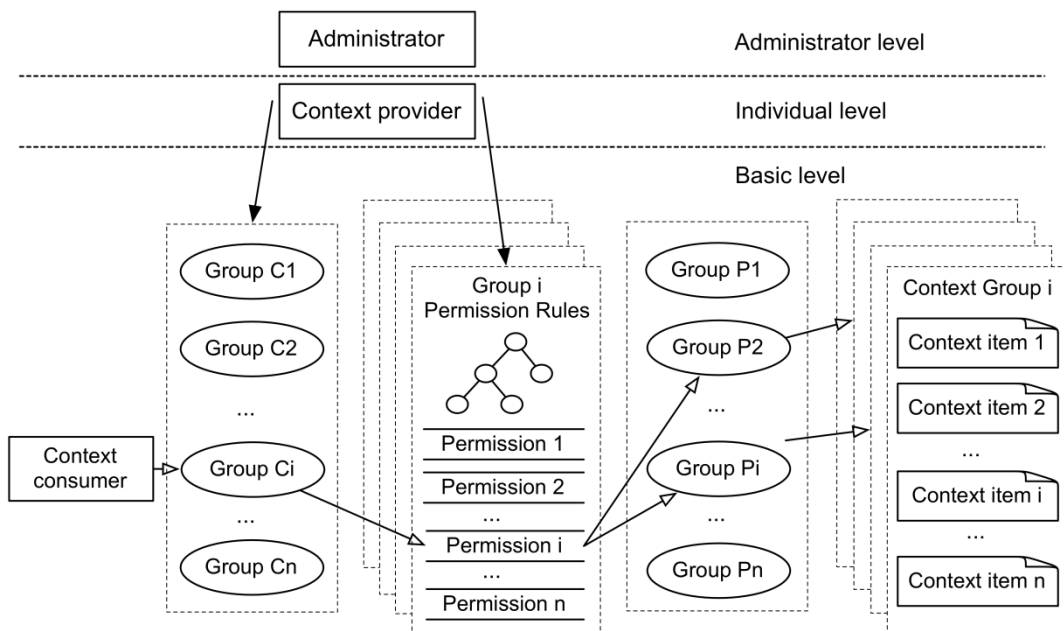 Administrator
Administrator level
Context provider
Individual level
Basic level
Group C1
Group C2
...
Group Ci
...
Group Cn
Context
consumer
Group i
Permission Rules
Permission 1
Permission 2
...
Permission i
...
Permission n
Group P1
Group P2
...
Group Pi
...
Group Pn
Context Group i
Context item 1
Context item 2
...
Context item i
...
Context item n